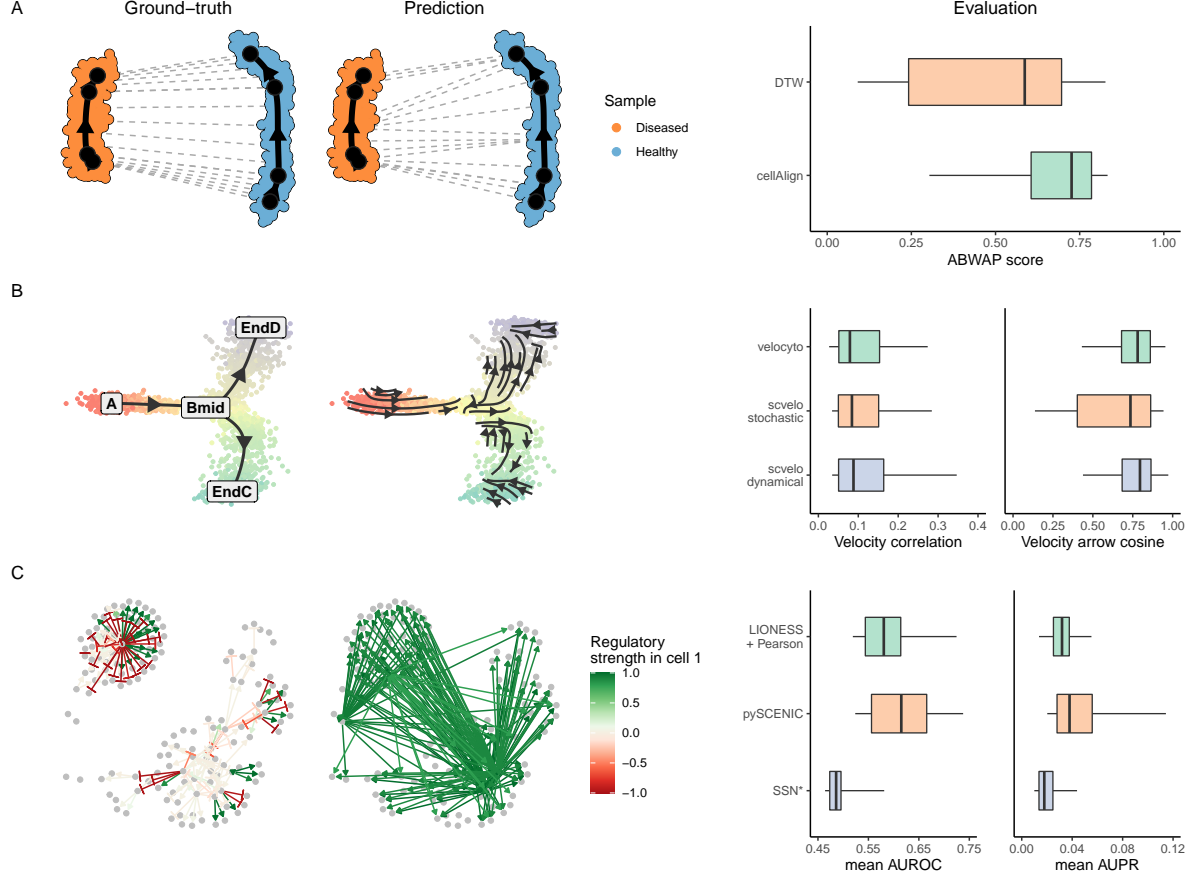 A
Ground−truth
Prediction
Evaluation
Sample
Diseased
Healthy
DTW
cellAlign
0.00
0.25
0.50
0.75
1.00
ABWAP score
B
A
Bmid
EndD
EndC
velocyto
scvelo
stochastic
scvelo
dynamical
0.0
0.1
0.2
0.3
0.4
Velocity correlation
0.00
0.25
0.50
0.75
1.00
Velocity arrow cosine
C
Regulatory
strength in cell 1
1.0
0.5
0.0
−0.5
−1.0
LIONESS
+ Pearson
pySCENIC
SSN*
0.45
0.55
0.65
0.75
mean AUROC
0.00
0.04
0.08
0.12
mean AUPR